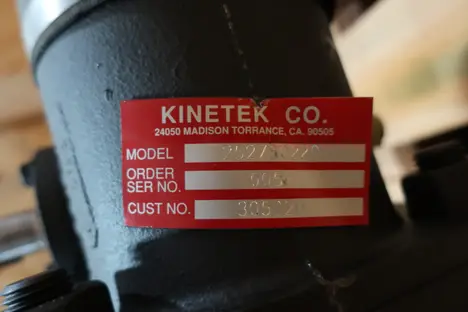 KINETEK CO.
24050 MADISON TORRANCE, CA. 90505
MODEL
ORDER
SER NO.
CUST NO.